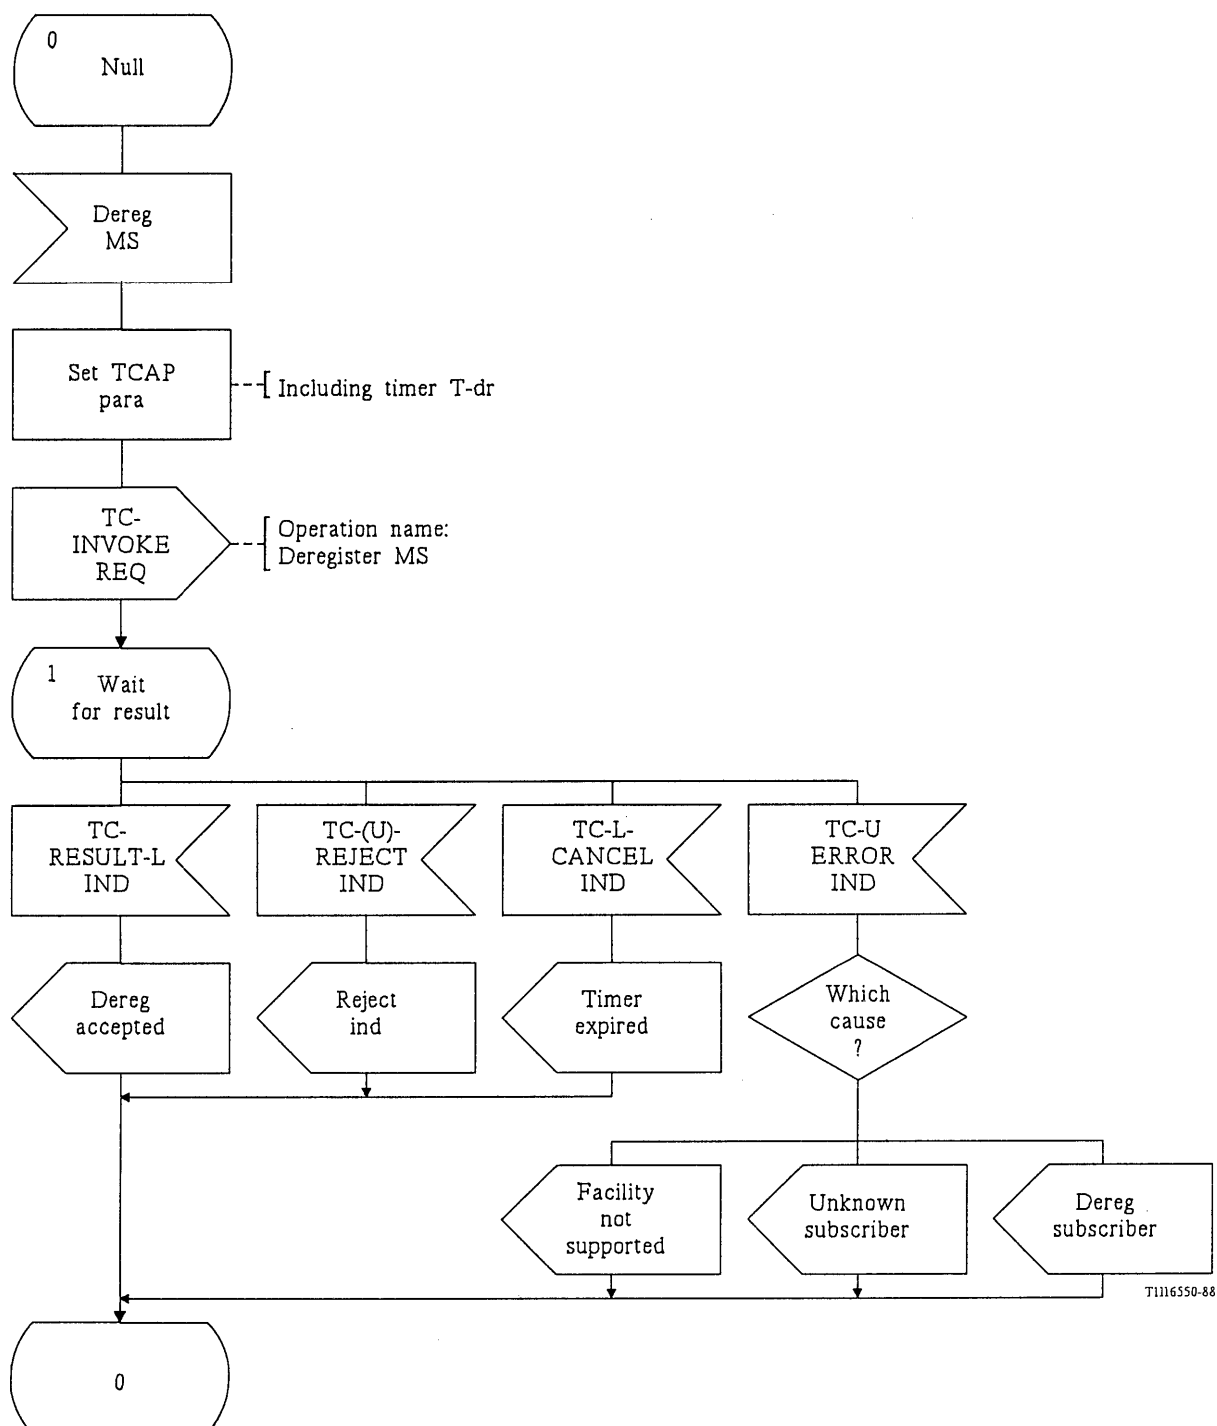 0
Null
Dereg
MS
Set TCAP
para
Including timer T-dr
TC-
INVOKE
REQ
Operation name:
Deregister MS
1
Wait
for result
TC-
RESULT-L
IND
TC-(U)-
REJECT
IND
TC-L-
CANCEL
IND
TC-U
ERROR
IND
Dereg
accepted
Reject
ind
Timer
expired
Which
cause
?
Facility
not
supported
Unknown
subscriber
Dereg
subscriber
T1116550-88
0